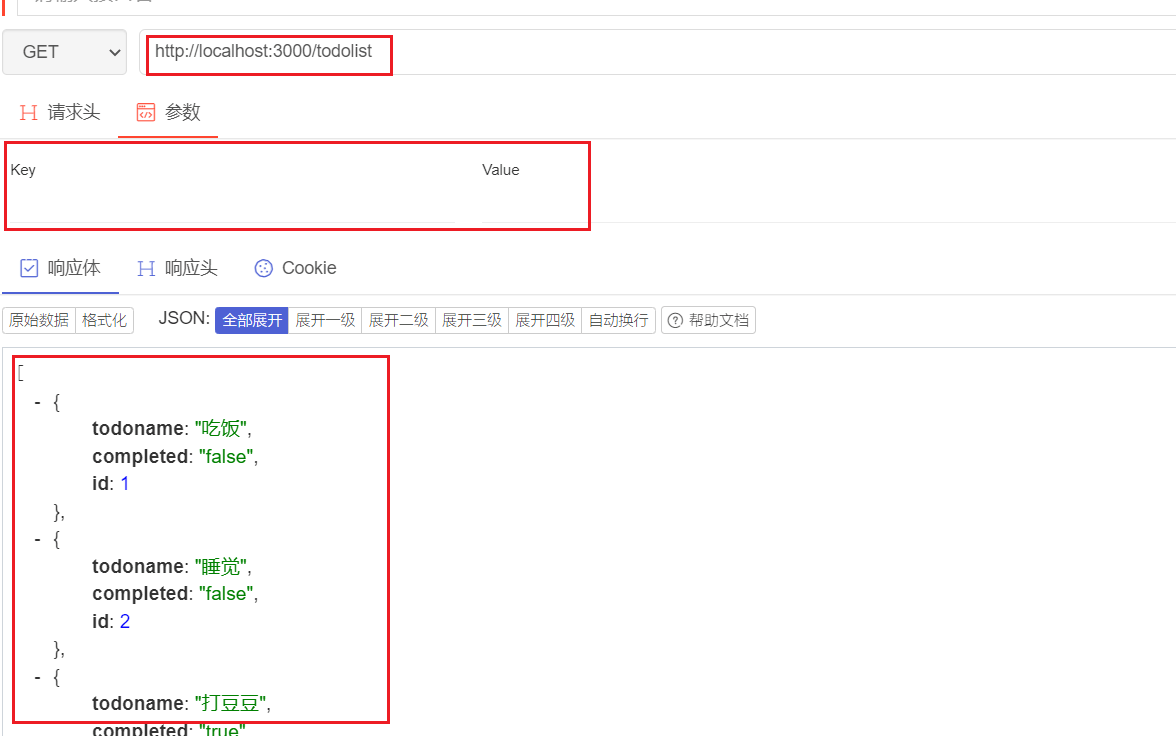 GET http://localhost:3000/todolist
请求头 参数
Key Value
响应体 响应头 Cookie
原始数据 格式化 JSON: 全部展开 展开一级 展开二级 展开三级 展开四级 自动换行 帮助文档
[
- {
todoname: "吃饭",
completed: "false",
id: 1
},
- {
todoname: "睡觉",
completed: "false",
id: 2
},
- {
todoname: "打豆豆",
completed: "true"